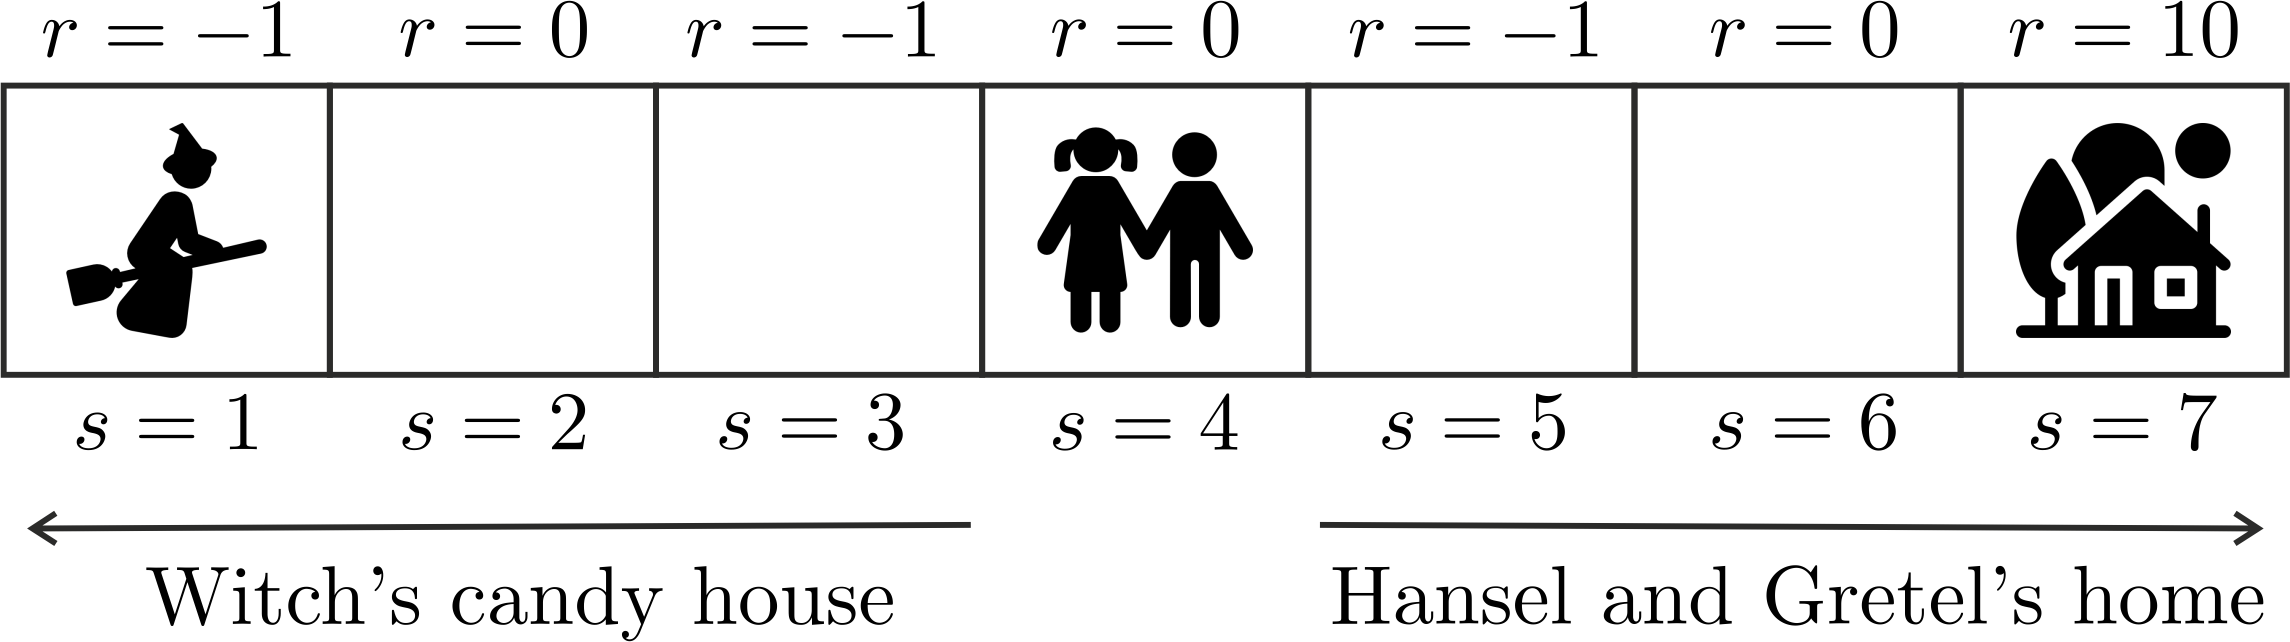 r = −1 r = 0 r = −1 r = 0 r = −1 r = 0 r = 10
s = 1 s = 2 s = 3 s = 4 s = 5 s = 6 s = 7
Witch's candy house Hansel and Gretel's home